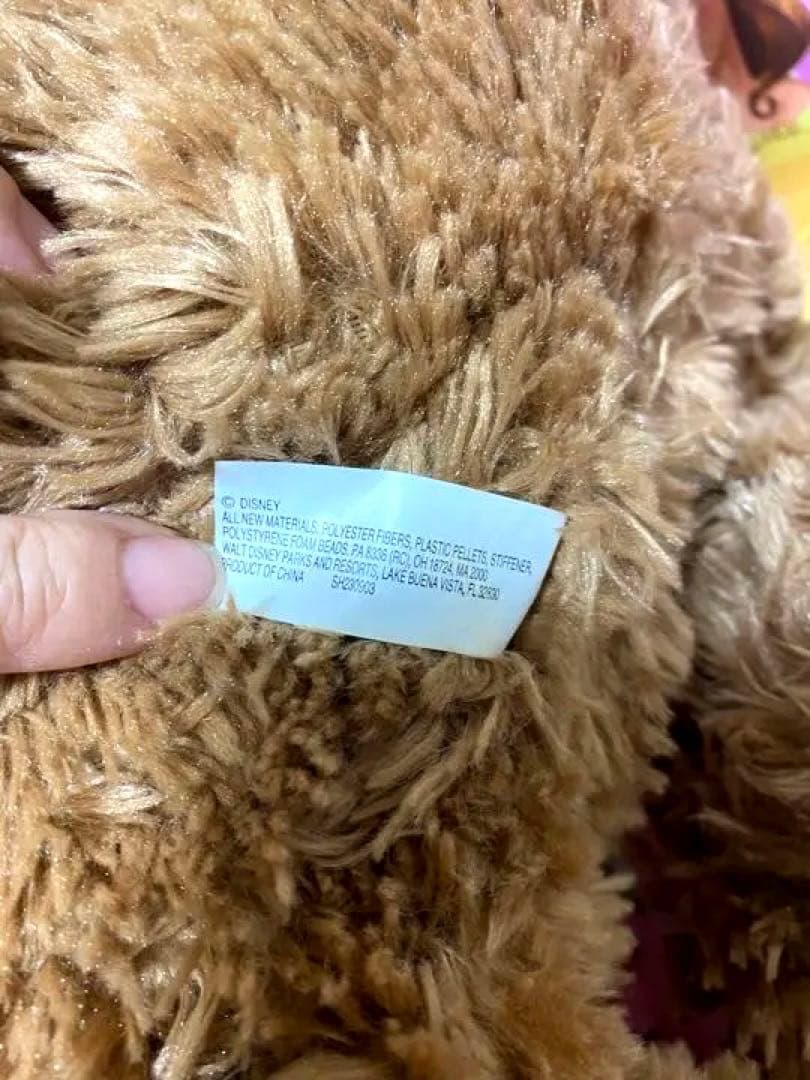 © DISNEY
ALL NEW MATERIALS: POLYESTER FIBERS, PLASTIC PELLETS, STIFFENER,
POLYSTYRENE FOAM BEADS. PA 8336 (RC), OH 18724, MA 2000
WALT DISNEY PARKS AND RESORTS, LAKE BUENA VISTA, FL 32830
PRODUCT OF CHINA SH230903